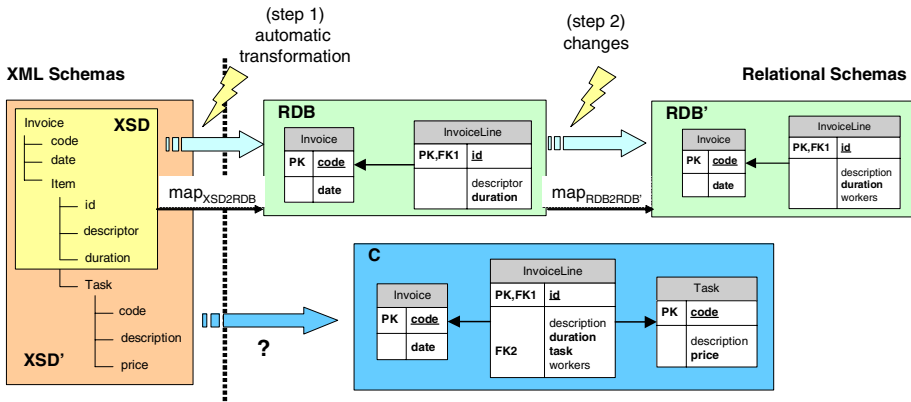 (step 1)
automatic
transformation
(step 2)
changes
XML Schemas
Relational Schemas
XSD
Invoice
code
date
Item
id
descriptor
duration
Task
code
description
price
XSD'
RDB
Invoice
PK code
date
InvoiceLine
PK,FK1 id
descriptor
duration
mapXSD2RDB
mapRDB2RDB'
RDB'
Invoice
PK code
date
InvoiceLine
PK,FK1 id
description
duration
workers
?
C
Invoice
PK code
date
InvoiceLine
PK,FK1 id
description
duration
FK2 task
workers
Task
PK code
description
price